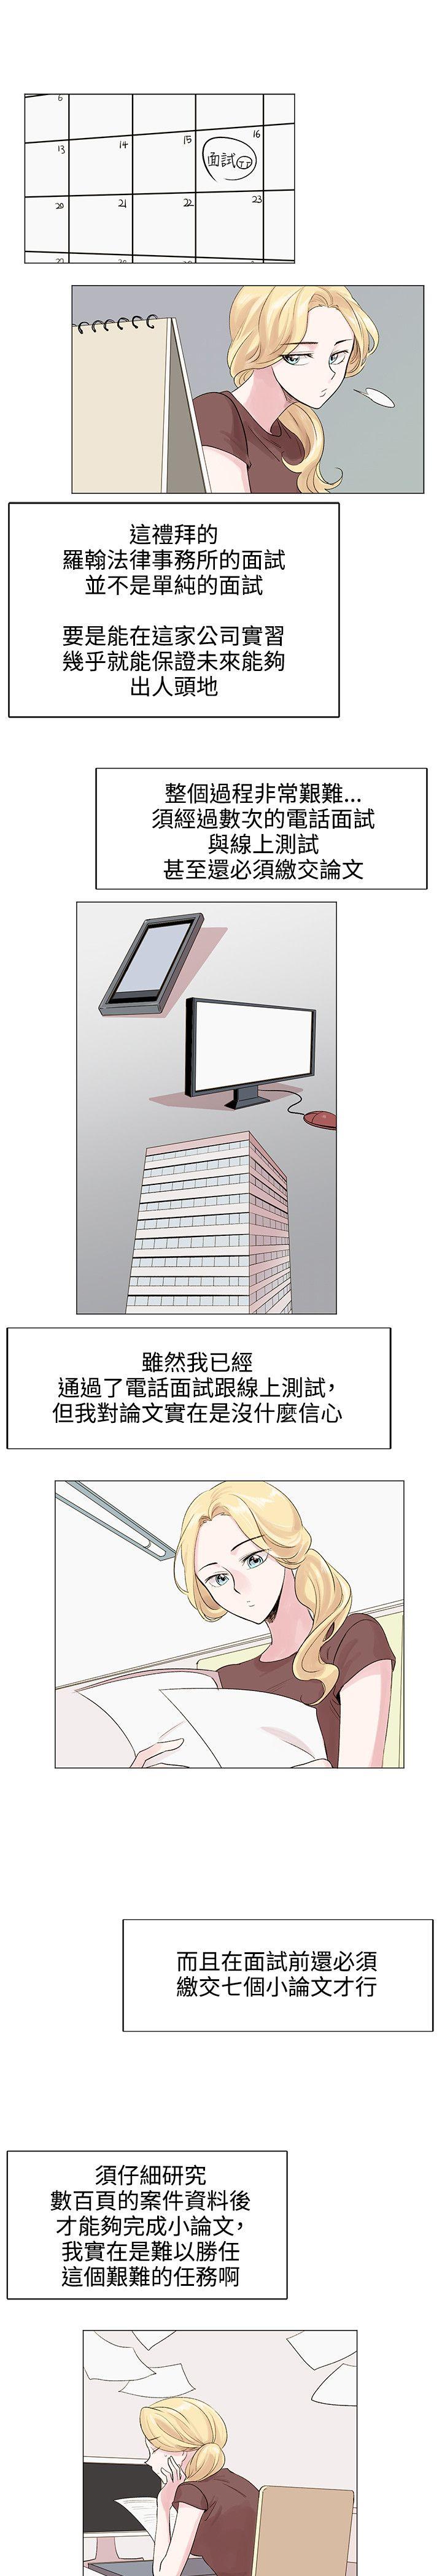 6
13
14
15
16
面試
20
21
22
23
這禮拜的
羅翰法律事務所的面試
並不是單純的面試
要是能在這家公司實習
幾乎就能保證未來能夠
出人頭地
整個過程非常艱難...
須經過數次的電話面試
與線上測試
甚至還必須繳交論文
雖然我已經
通過了電話面試跟線上測試，
但我對論文實在是沒什麼信心
而且在面試前還必須
繳交七個小論文才行
須仔細研究
數百頁的案件資料後
才能夠完成小論文，
我實在是難以勝任
這個艱難的任務啊